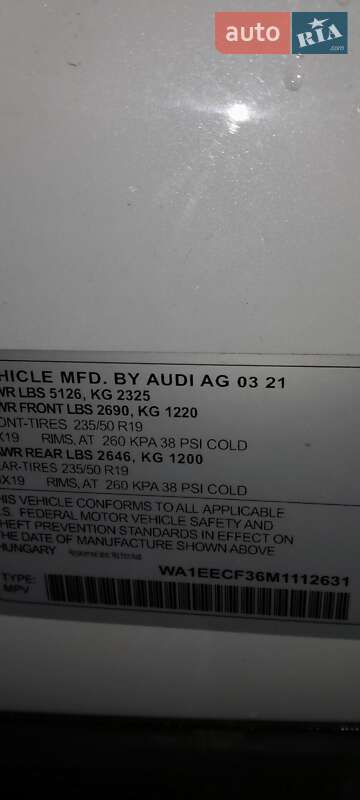 auto RIA.com
HICLE MFD. BY AUDI AG 03 21
WR LBS 5126, KG 2325
WR FRONT LBS 2690, KG 1220
ONT-TIRES 235/50 R19
X19 RIMS, AT 260 KPA 38 PSI COLD
AWR REAR LBS 2646, KG 1200
EAR-TIRES 235/50 R19
X19 RIMS, AT 260 KPA 38 PSI COLD
HIS VEHICLE CONFORMS TO ALL APPLICABLE
.S. FEDERAL MOTOR VEHICLE SAFETY AND
HEFT PREVENTION STANDARDS IN EFFECT ON
THE DATE OF MANUFACTURE SHOWN ABOVE
HUNGARY
WA1EECF36M1112631
TYPE:
MPV